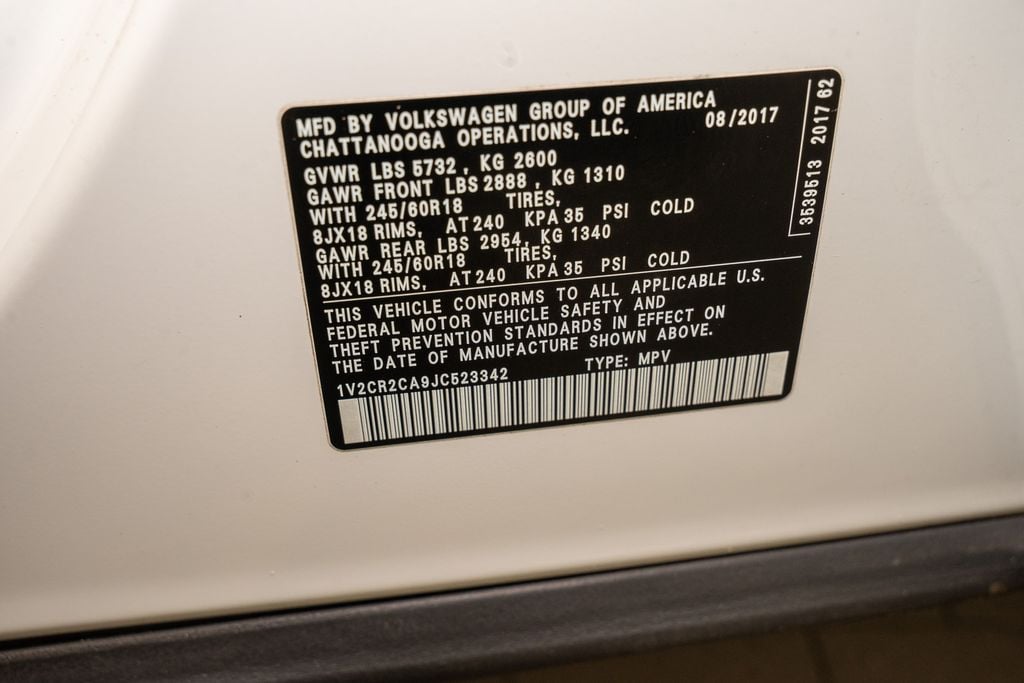 MFD BY VOLKSWAGEN GROUP OF AMERICA
CHATTANOOGA OPERATIONS, LLC. 08/2017
GVWR LBS 5732 , KG 2600
GAWR FRONT LBS 2888 , KG 1310
WITH 245/60R18 TIRES,
8JX18 RIMS, AT 240 KPA 35 PSI COLD
GAWR REAR LBS 2954, KG 1340
WITH 245/60R18 TIRES,
8JX18 RIMS, AT 240 KPA 35 PSI COLD
THIS VEHICLE CONFORMS TO ALL APPLICABLE U.S.
FEDERAL MOTOR VEHICLE SAFETY AND
THEFT PREVENTION STANDARDS IN EFFECT ON
THE DATE OF MANUFACTURE SHOWN ABOVE.
1V2CR2CA9JC523342 TYPE: MPV
3539513 2017 62